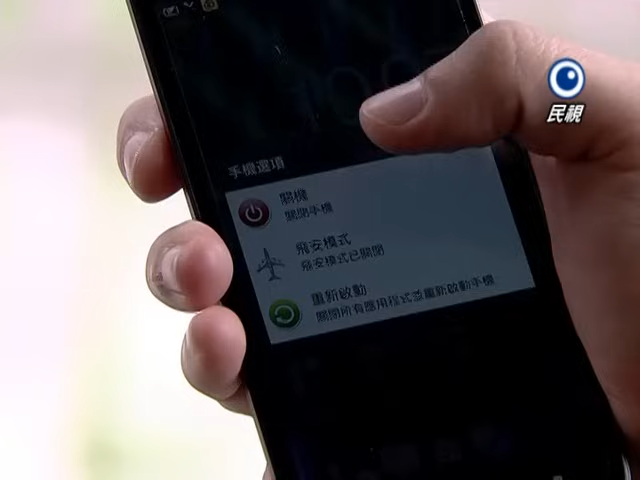 民視
手機選項
關機
關閉手機
飛安模式
飛安模式已關閉
重新啟動
關閉所有應用程式並重新啟動手機